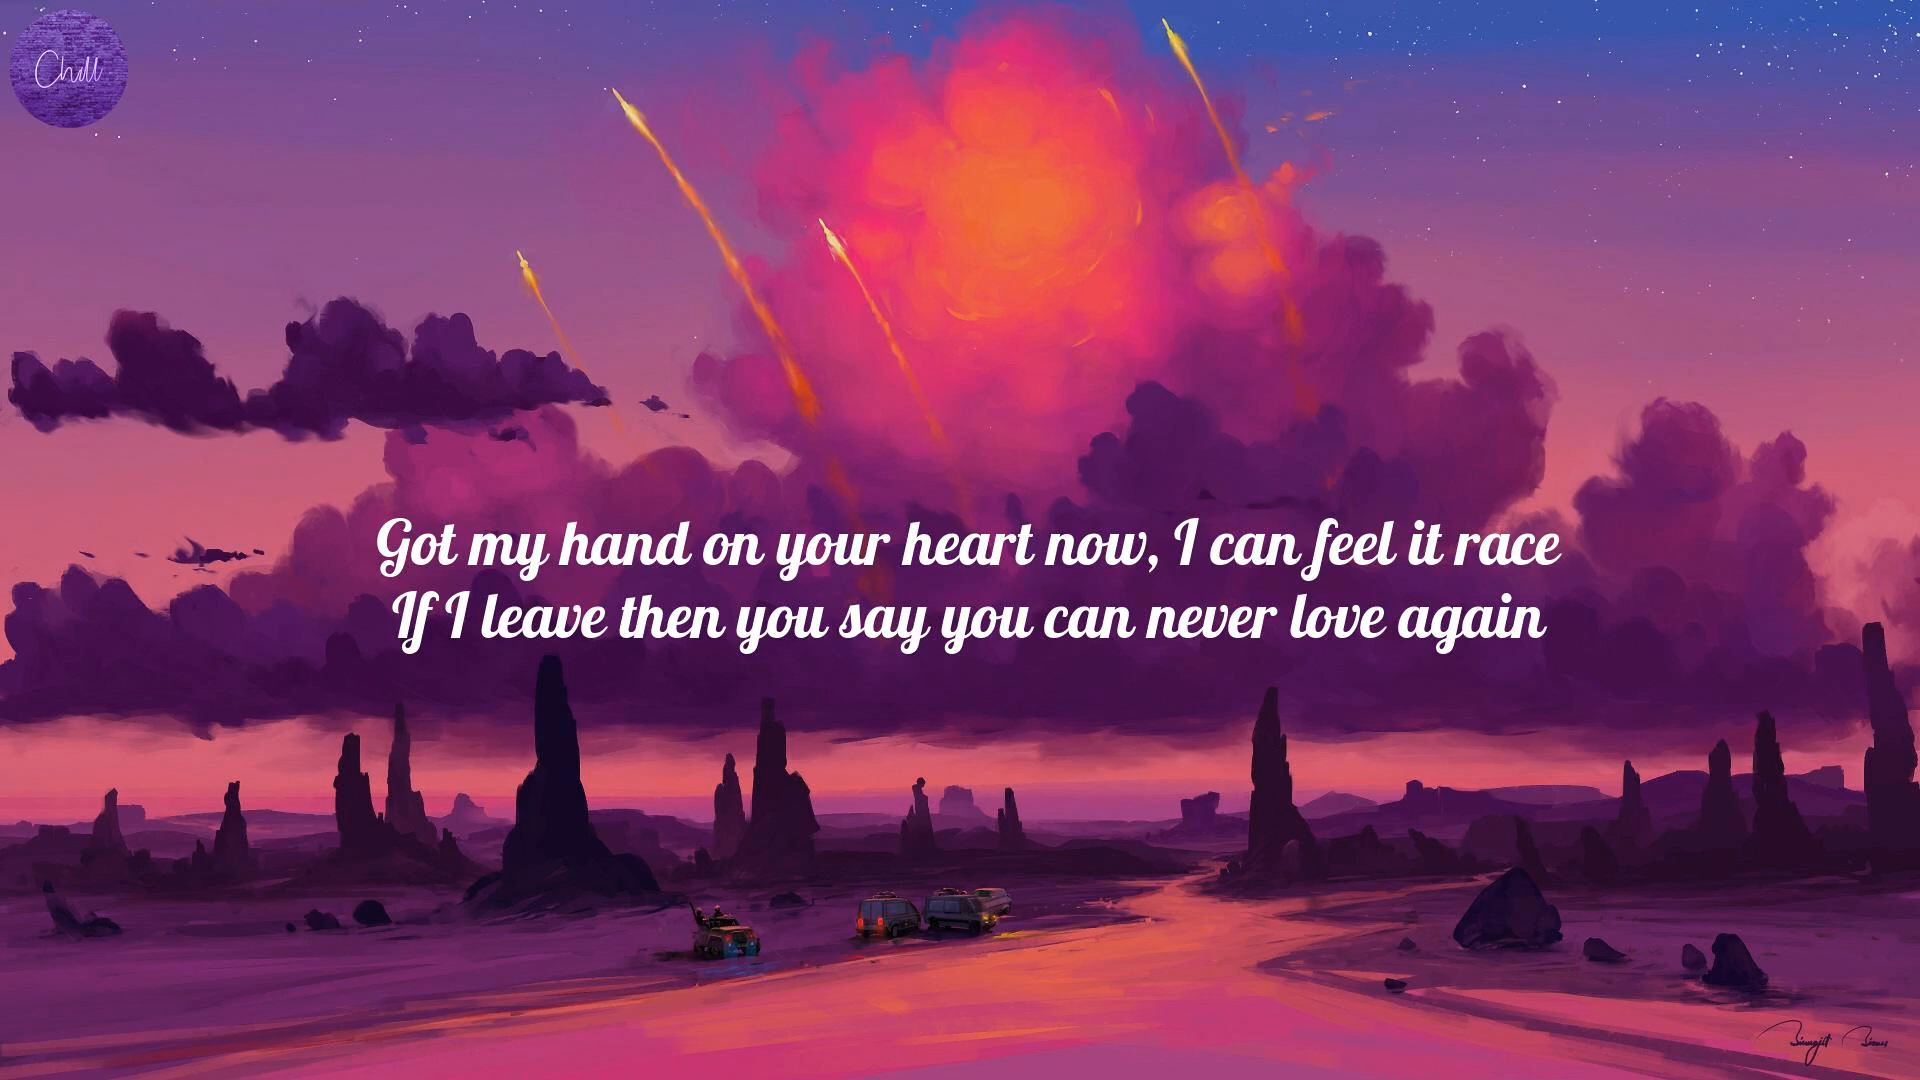 Chill
Got my hand on your heart now, I can feel it race
If I leave then you say you can never love again